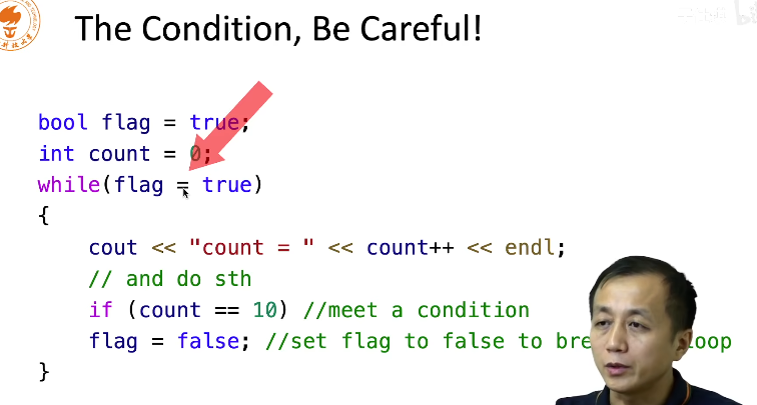 The Condition, Be Careful!
bool flag = true;
int count = 0;
while(flag = true)
{
cout << "count = " << count++ << endl;
// and do sth
if (count == 10) //meet a condition
flag = false; //set flag to false to bre loop
}